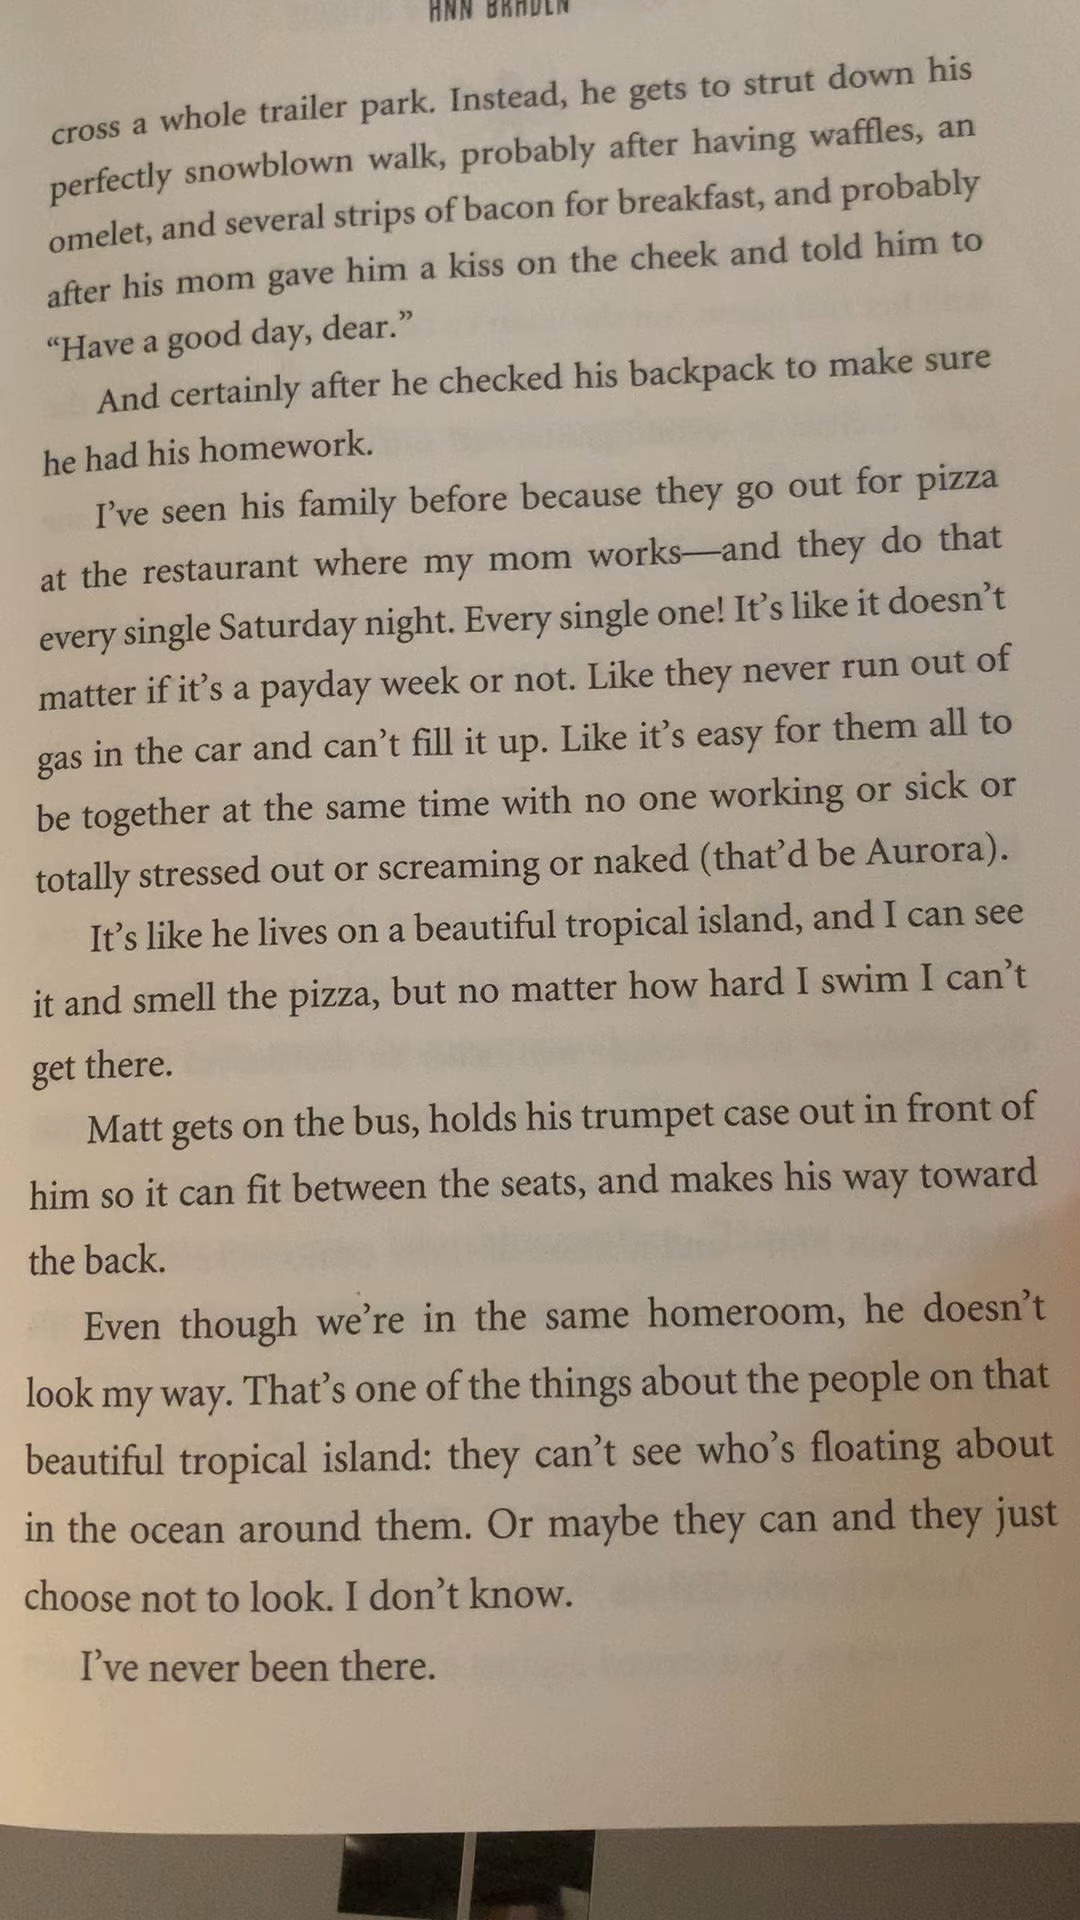 ANN BRADEN
cross a whole trailer park. Instead, he gets to strut down his
perfectly snowblown walk, probably after having waffles, an
omelet, and several strips of bacon for breakfast, and probably
after his mom gave him a kiss on the cheek and told him to
“Have a good day, dear.”
And certainly after he checked his backpack to make sure
he had his homework.
I’ve seen his family before because they go out for pizza
at the restaurant where my mom works—and they do that
every single Saturday night. Every single one! It’s like it doesn’t
matter if it’s a payday week or not. Like they never run out of
gas in the car and can’t fill it up. Like it’s easy for them all to
be together at the same time with no one working or sick or
totally stressed out or screaming or naked (that’d be Aurora).
It’s like he lives on a beautiful tropical island, and I can see
it and smell the pizza, but no matter how hard I swim I can’t
get there.
Matt gets on the bus, holds his trumpet case out in front of
him so it can fit between the seats, and makes his way toward
the back.
Even though we’re in the same homeroom, he doesn’t
look my way. That’s one of the things about the people on that
beautiful tropical island: they can’t see who’s floating about
in the ocean around them. Or maybe they can and they just
choose not to look. I don’t know.
I’ve never been there.